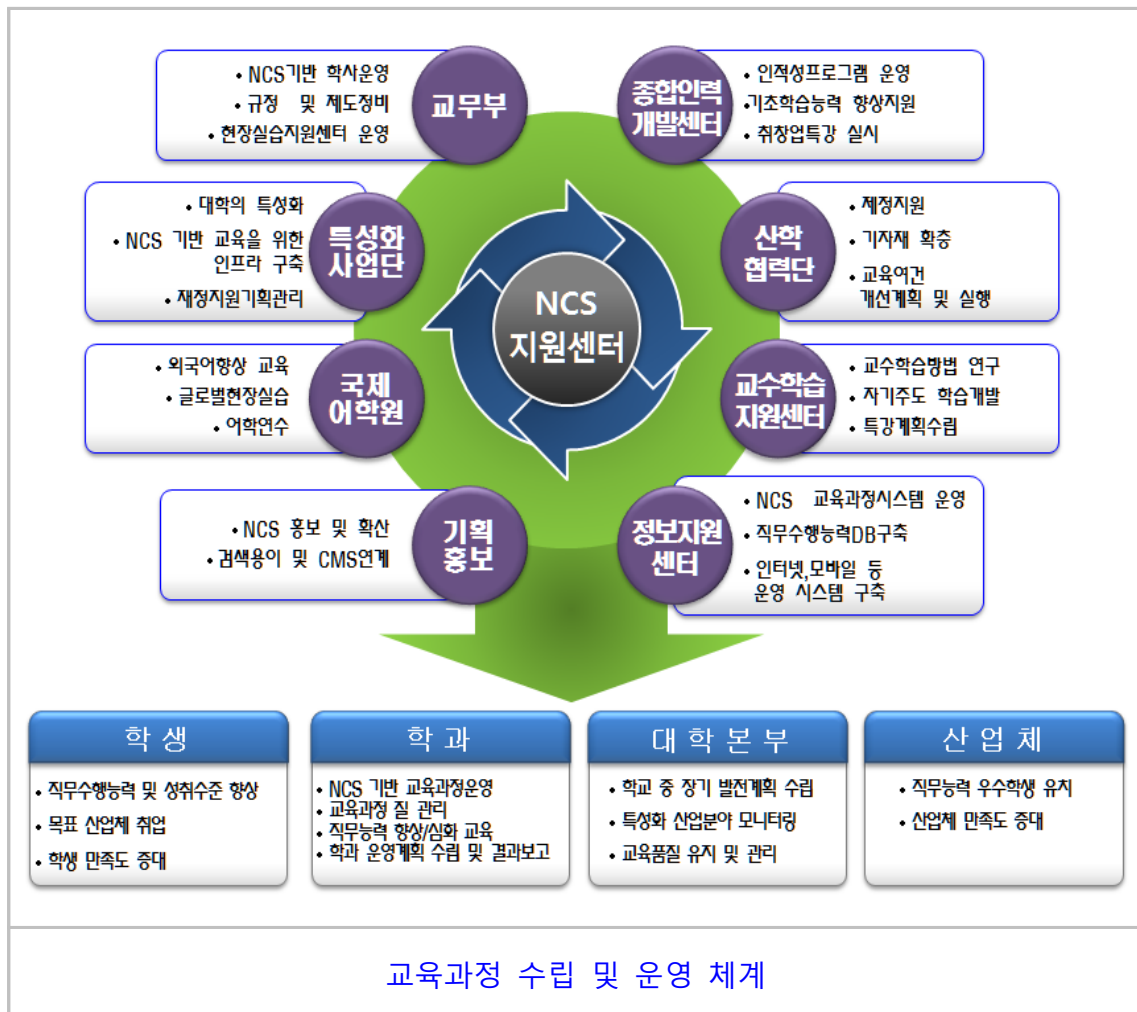 • NCS기반 학사운영
• 규정 및 제도정비
• 현장실습지원센터 운영
교무부
종합인력
개발센터
• 인적성프로그램 운영
•기초학습능력 향상지원
• 취창업특강 실시
• 대학의 특성화
• NCS 기반 교육을 위한
인프라 구축
• 재정지원기획관리
특성화
사업단
산학
협력단
• 제정지원
• 기자재 확충
• 교육여건
개선계획 및 실행
NCS
지원센터
• 외국어향상 교육
• 글로벌현장실습
• 어학연수
국제
어학원
교수학습
지원센터
• 교수학습방법 연구
• 자기주도 학습개발
• 특강계획수립
• NCS 홍보 및 확산
• 검색용이 및 CMS연계
기획
홍보
정보지원
센터
• NCS 교육과정시스템 운영
• 직무수행능력DB구축
• 인터넷,모바일 등
운영 시스템 구축
학 생
• 직무수행능력 및 성취수준 향상
• 목표 산업체 취업
• 학생 만족도 증대
학 과
• NCS 기반 교육과정운영
• 교육과정 질 관리
• 직무능력 향상/심화 교육
• 학과 운영계획 수립 및 결과보고
대 학 본 부
• 학교 중 장기 발전계획 수립
• 특성화 산업분야 모니터링
• 교육품질 유지 및 관리
산 업 체
• 직무능력 우수학생 유치
• 산업체 만족도 증대
교육과정 수립 및 운영 체계